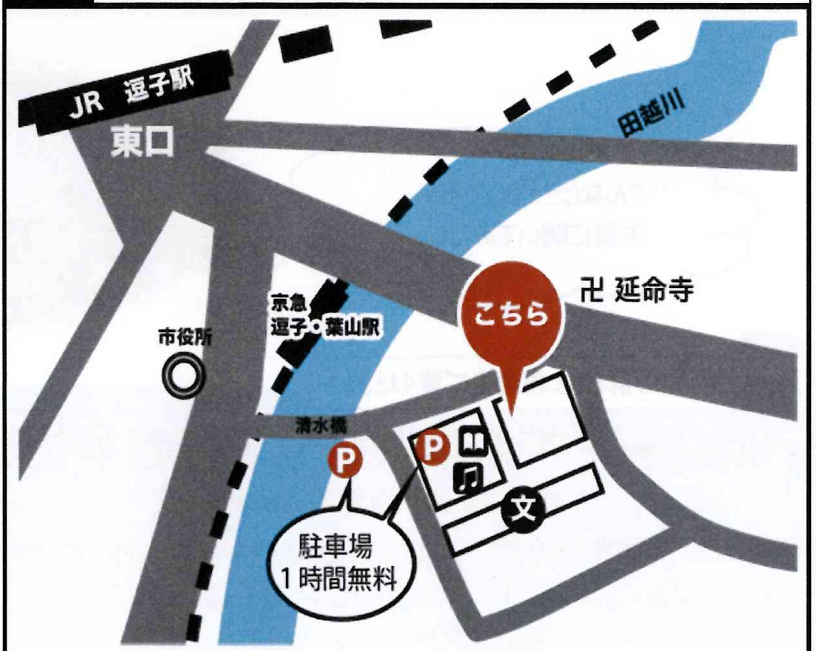 JR 逗子駅
東口
田越川
卍 延命寺
こちら
京急
逗子・葉山駅
市役所
清水橋
P
P
文
駐車場
1時間無料